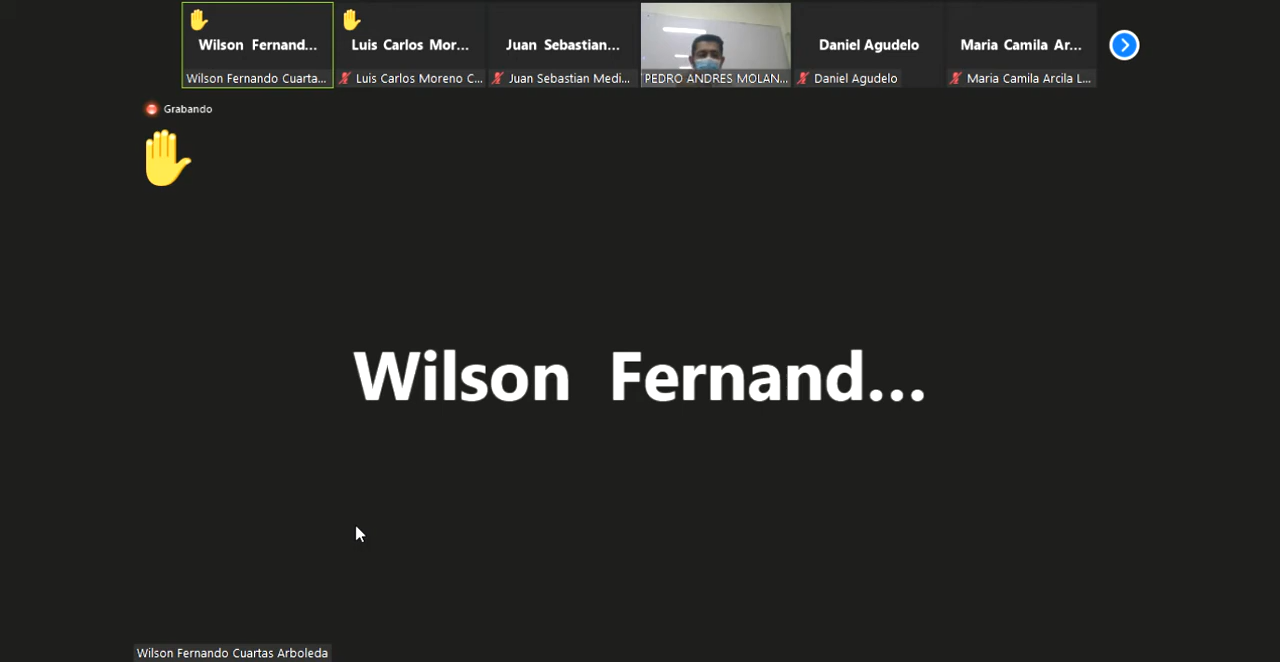 Wilson Fernand...
Luis Carlos Mor...
Juan Sebastian...
Daniel Agudelo
Maria Camila Ar...
Wilson Fernando Cuarta...
Luis Carlos Moreno C...
Juan Sebastian Medi...
PEDRO ANDRES MOLAN...
Daniel Agudelo
Maria Camila Arcila L...
Grabando
Wilson Fernand...
Wilson Fernando Cuartas Arboleda